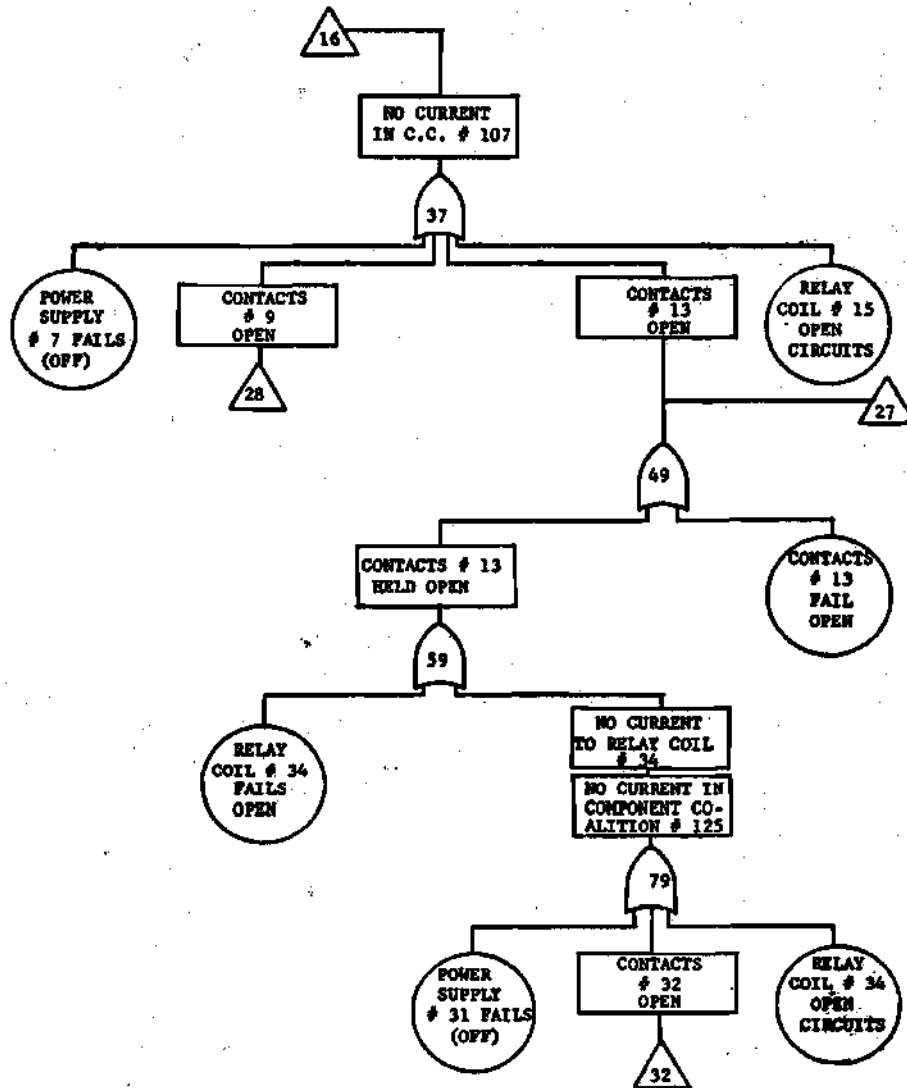 16
NO CURRENT
IN C.C. # 107
37
POWER
SUPPLY
# 7 FAILS
(OFF)
CONTACTS
# 9
OPEN
28
CONTACTS
# 13
OPEN
RELAY
COIL # 15
OPEN
CIRCUITS
27
49
CONTACTS # 13
HELD OPEN
CONTACTS
# 13
FAIL
OPEN
59
RELAY
COIL # 34
FAILS
OPEN
NO CURRENT
TO RELAY COIL
# 34
NO CURRENT IN
COMPONENT CO-
ALITION # 125
79
POWER
SUPPLY
# 31 FAILS
(OFF)
CONTACTS
# 32
OPEN
32
RELAY
COIL # 34
OPEN
CIRCUITS